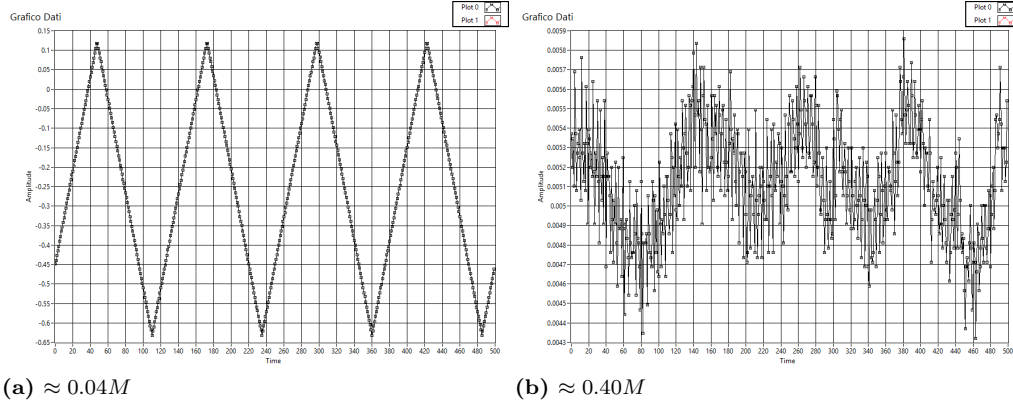 Plot 0
Plot 1
Grafico Dati
0.15
0.1
0.05
0
-0.05
-0.1
-0.15
-0.2
-0.25
-0.3
-0.35
-0.4
-0.45
-0.5
-0.55
-0.6
-0.65
Amplitude
0 20 40 60 80 100 120 140 160 180 200 220 240 260 280 300 320 340 360 380 400 420 440 460 480 500
Time
(a) ≈ 0.04M
Plot 0
Plot 1
Grafico Dati
0.0059
0.0058
0.0057
0.0056
0.0055
0.0054
0.0053
0.0052
0.0051
0.005
0.0049
0.0048
0.0047
0.0046
0.0045
0.0044
0.0043
Amplitude
0 20 40 60 80 100 120 140 160 180 200 220 240 260 280 300 320 340 360 380 400 420 440 460 480 500
Time
(b) ≈ 0.40M